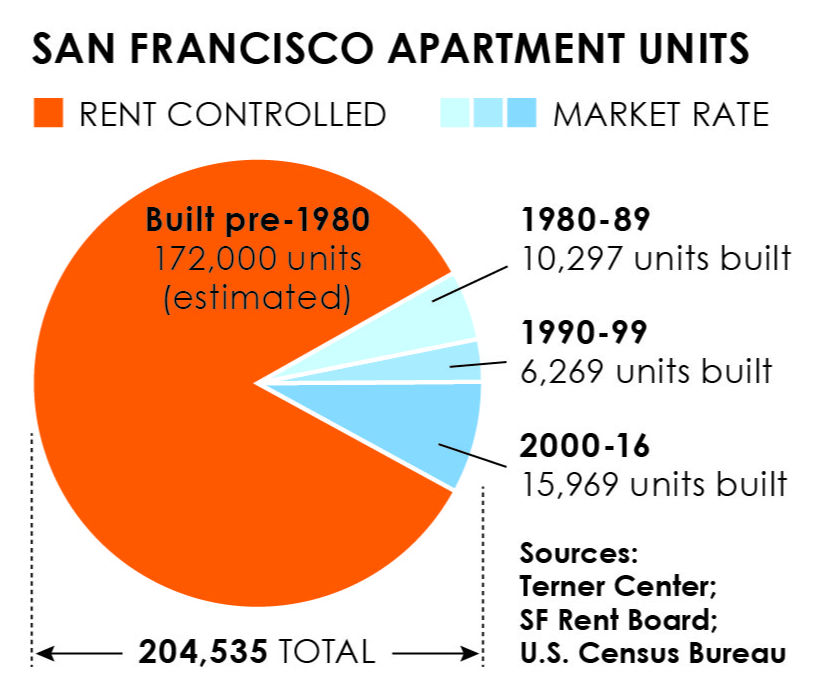 SAN FRANCISCO APARTMENT UNITS
RENT CONTROLLED
MARKET RATE
Built pre-1980
172,000 units
(estimated)
1980-89
10,297 units built
1990-99
6,269 units built
2000-16
15,969 units built
204,535 TOTAL
Sources:
Terner Center;
SF Rent Board;
U.S. Census Bureau